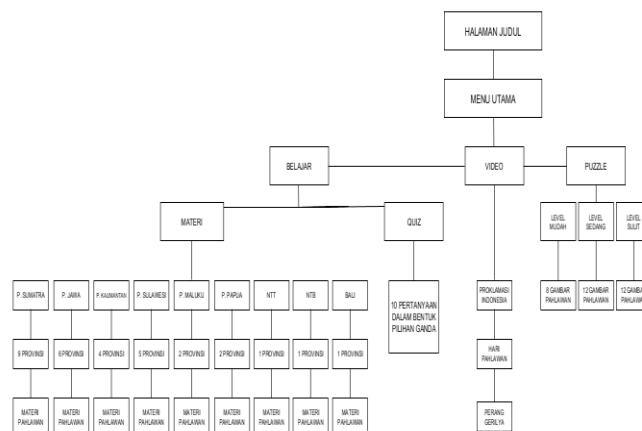 HALAMAN JUDUL
MENU UTAMA
BELAJAR
VIDEO
PUZZLE
MATERI
QUIZ
LEVEL
MUDAH
LEVEL
SEDANG
LEVEL
SULIT
P. SUMATRA
P. JAWA
P. KALIMANTAN
P. SULAWESI
P. MALUKU
P. PAPUA
NTT
NTB
BALI
10 PERTANYAAN
DALAM BENTUK
PILIHAN GANDA
PROKLAMASI
INDONESIA
8 GAMBAR
PAHLAWAN
12 GAMBAR
PAHLAWAN
12 GAMBAR
PAHLAWAN
9 PROVINSI
6 PROVINSI
4 PROVINSI
5 PROVINSI
2 PROVINSI
2 PROVINSI
1 PROVINSI
1 PROVINSI
1 PROVINSI
HARI
PAHLAWAN
MATERI
PAHLAWAN
MATERI
PAHLAWAN
MATERI
PAHLAWAN
MATERI
PAHLAWAN
MATERI
PAHLAWAN
MATERI
PAHLAWAN
MATERI
PAHLAWAN
MATERI
PAHLAWAN
MATERI
PAHLAWAN
PERANG
GERILYA